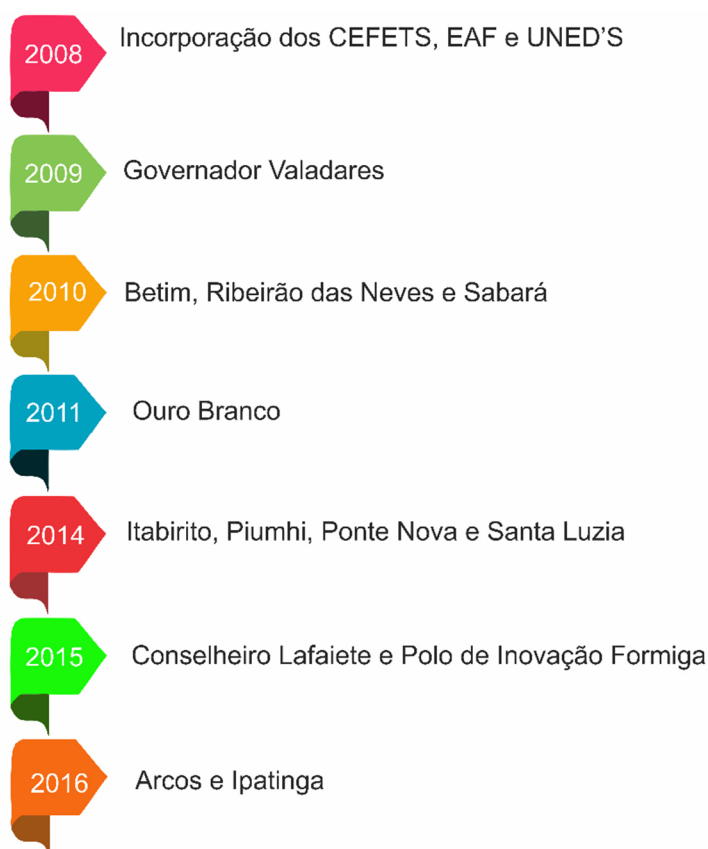 2008 Incorporação dos CEFETS, EAF e UNED'S
2009 Governador Valadares
2010 Betim, Ribeirão das Neves e Sabará
2011 Ouro Branco
2014 Itabirito, Piumhi, Ponte Nova e Santa Luzia
2015 Conselheiro Lafaiete e Polo de Inovação Formiga
2016 Arcos e Ipatinga